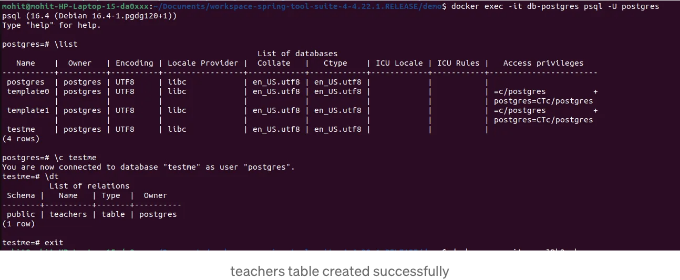 mohit@mohit-HP-Laptop-15-da0xxx:~/Documents/workspace-spring-tool-suite-4-4.22.1.RELEASE/demo$ docker exec -it db-postgres psql -U postgres
psql (16.4 (Debian 16.4-1.pgdg120+1))
Type "help" for help.
postgres=# \list
List of databases
Name | Owner | Encoding | Locale Provider | Collate | Ctype | ICU Locale | ICU Rules | Access privileges
-----------+----------+----------+-----------------+------------+------------+------------+-----------+-----------------------
postgres | postgres | UTF8 | libc | en_US.utf8 | en_US.utf8 | | |
template0 | postgres | UTF8 | libc | en_US.utf8 | en_US.utf8 | | | =c/postgres +
| | | | | | | | postgres=CTc/postgres
template1 | postgres | UTF8 | libc | en_US.utf8 | en_US.utf8 | | | =c/postgres +
| | | | | | | | postgres=CTc/postgres
testme | postgres | UTF8 | libc | en_US.utf8 | en_US.utf8 | | |
(4 rows)
postgres=# \c testme
You are now connected to database "testme" as user "postgres".
testme=# \dt
List of relations
Schema | Name | Type | Owner
--------+----------+-------+----------
public | teachers | table | postgres
(1 row)
testme=# exit
teachers table created successfully